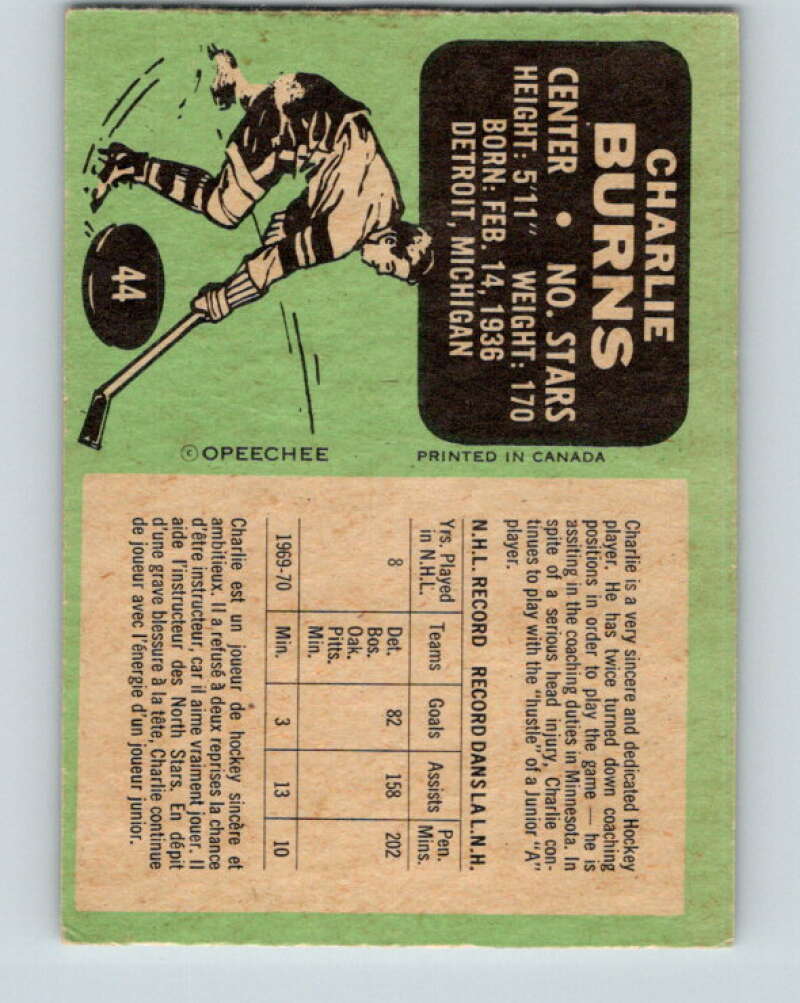 CHARLIE
BURNS
CENTER • NO. STARS
HEIGHT: 5'11" WEIGHT: 170
BORN: FEB. 14, 1936
DETROIT, MICHIGAN
44
© OPEECHEE
PRINTED IN CANADA
Charlie is a very sincere and dedicated Hockey
player. He has twice turned down coaching
positions in order to play the game — he is
assiting in the coaching duties in Minnesota. In
spite of a serious head injury, Charlie con-
tinues to play with the "hustle" of a Junior "A"
player.
N.H.L. RECORD RECORD DANS LA L.N.H.
Yrs. Played Teams Goals Assists Pen.
in N.H.L. Mins.
8 Det. 82 158 202
Bos.
Oak.
Pitts.
Min.
1969-70 Min. 3 13 10
Charlie est un joueur de hockey sincère et
ambitieux. Il a refusé à deux reprises la chance
d'être instructeur, car il aime vraiment jouer. Il
aide l'instructeur des North Stars. En dépit
d'une grave blessure à la tête, Charlie continue
de jouer avec l'énergie d'un joueur junior.